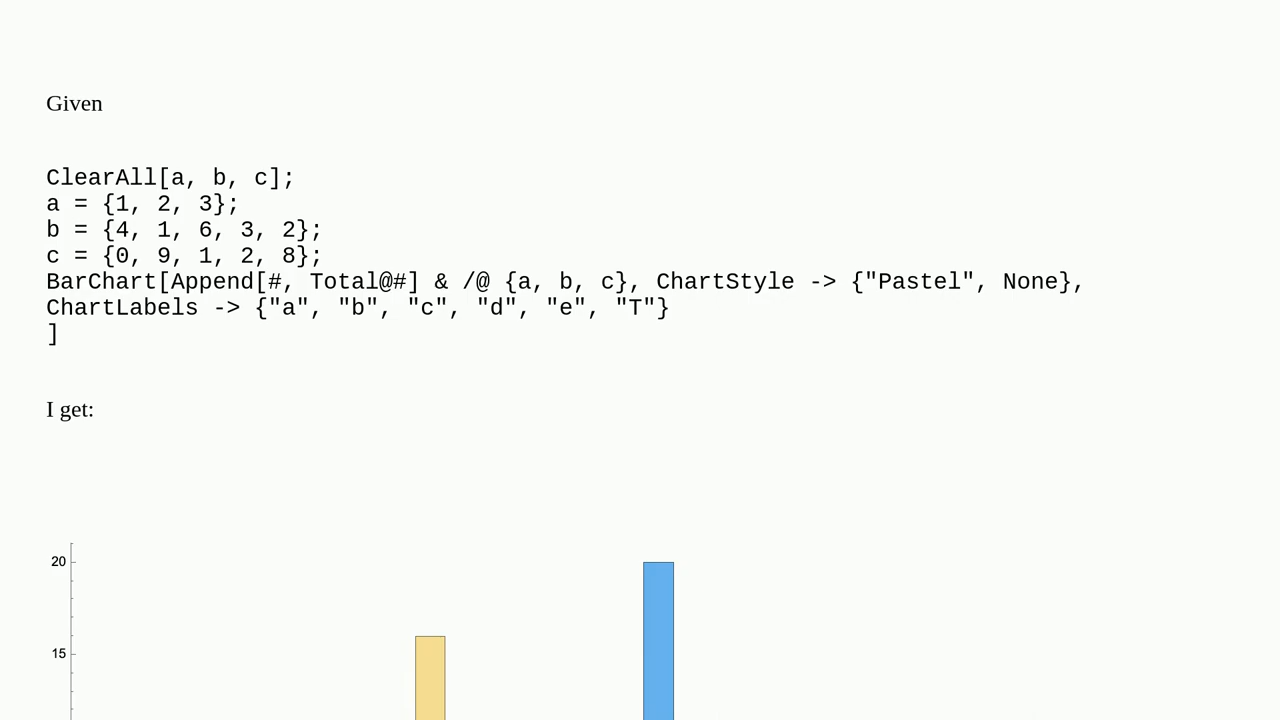 Given
ClearAll[a, b, c];
a = {1, 2, 3};
b = {4, 1, 6, 3, 2};
c = {0, 9, 1, 2, 8};
BarChart[Append[#, Total@#] & /@ {a, b, c}, ChartStyle -> {"Pastel", None},
ChartLabels -> {"a", "b", "c", "d", "e", "T"}
]
I get:
20
15